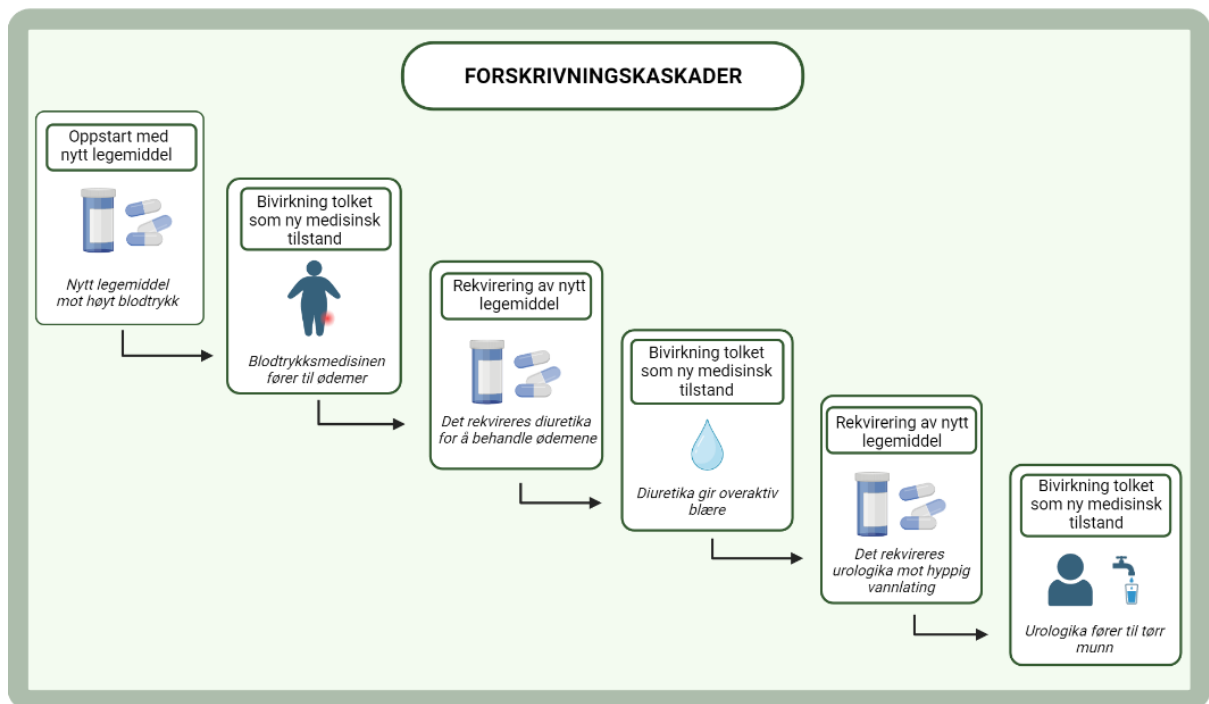 FORSKRIVNINGSKASKADER
Oppstart med
nytt legemiddel
Nytt legemiddel
mot høyt blodtrykk
Bivirkning tolket
som ny medisinsk
tilstand
Blodtrykksmedisinen
fører til ødemer
Rekvirering av nytt
legemiddel
Det rekvireres diuretika
for å behandle ødemene
Bivirkning tolket
som ny medisinsk
tilstand
Diuretika gir overaktiv
blære
Rekvirering av nytt
legemiddel
Det rekvireres
urologika mot hyppig
vannlating
Bivirkning tolket
som ny medisinsk
tilstand
Urologika fører til tørr
munn